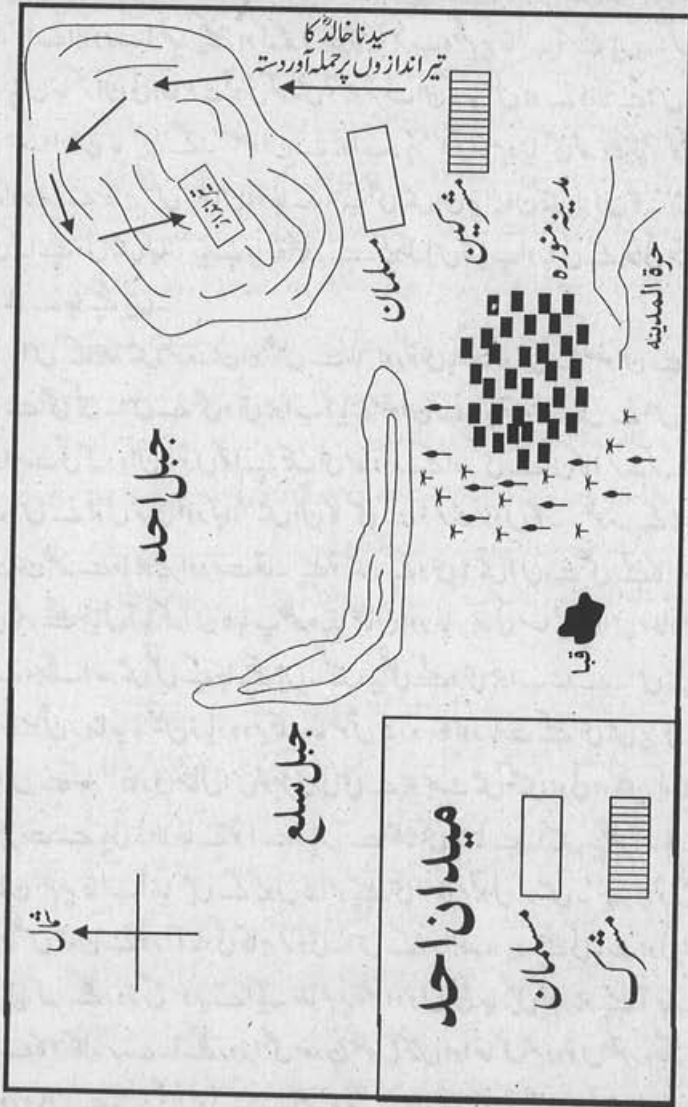 سیدنا خالدؓ کا
تیر اندازوں پر حملہ آور دستہ
مسلمان
مشرکین
مدینہ منورہ
حرۃ المدینہ
جبل احد
قبا
جبل سلع
شمال
میدان احد
مسلمان
مشرک